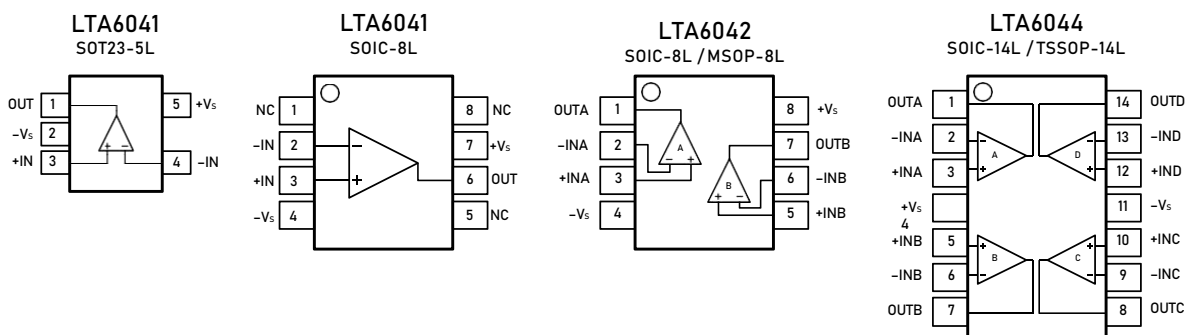 LTA6041
SOT23-5L
OUT 1 5 +Vs
−Vs 2
+IN 3 4 −IN
+ −
LTA6041
SOIC-8L
NC 1 8 NC
−IN 2 − 7 +Vs
+IN 3 + 6 OUT
−Vs 4 5 NC
LTA6042
SOIC-8L / MSOP-8L
OUTA 1 8 +Vs
−INA 2 A 7 OUTB
− +
+INA 3 B 6 −INB
+ −
−Vs 4 5 +INB
LTA6044
SOIC-14L / TSSOP-14L
OUTA 1 14 OUTD
−INA 2 − − 13 −IND
A D
+INA 3 + + 12 +IND
+Vs 11 −Vs
4
+INB 5 + + 10 +INC
B C
−INB 6 − − 9 −INC
OUTB 7 8 OUTC